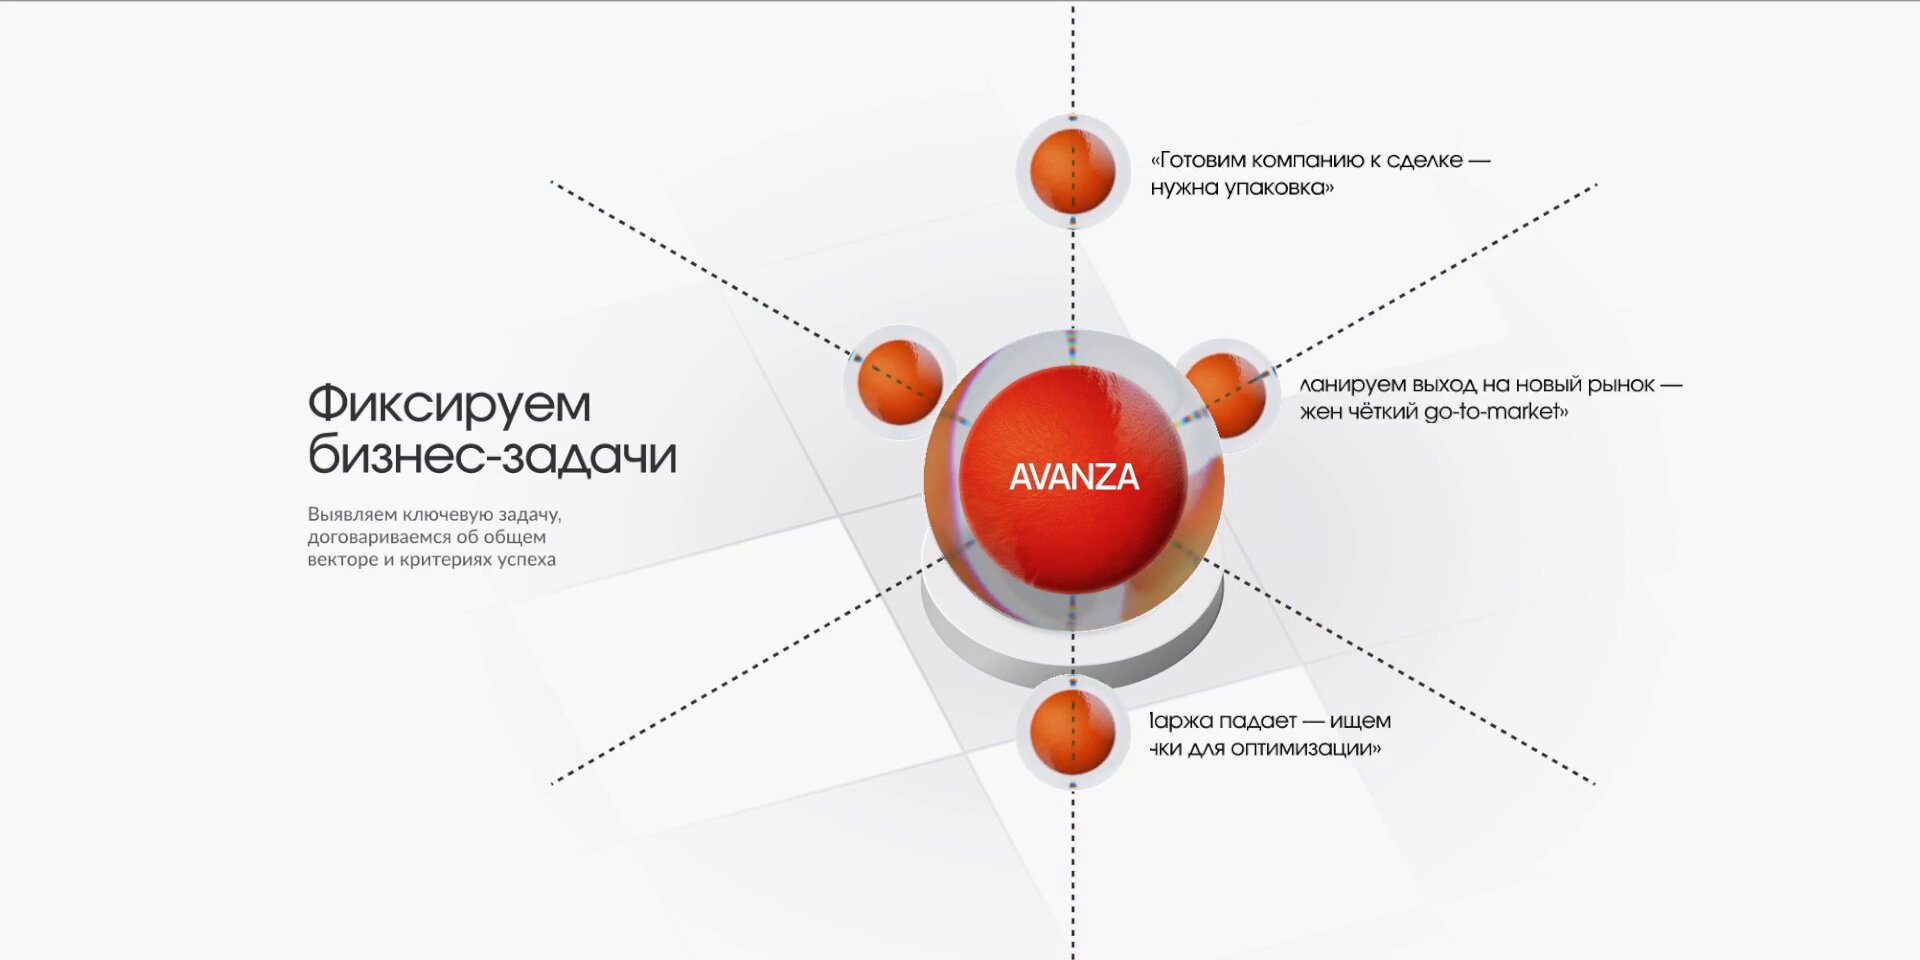 Фиксируем
бизнес-задачи
Выявляем ключевую задачу,
договариваемся об общем
векторе и критериях успеха
«Готовим компанию к сделке —
нужна упаковка»
ланируем выход на новый рынок —
жен чёткий go-to-market»
AVANZA
аржа падает — ищем
чки для оптимизации»